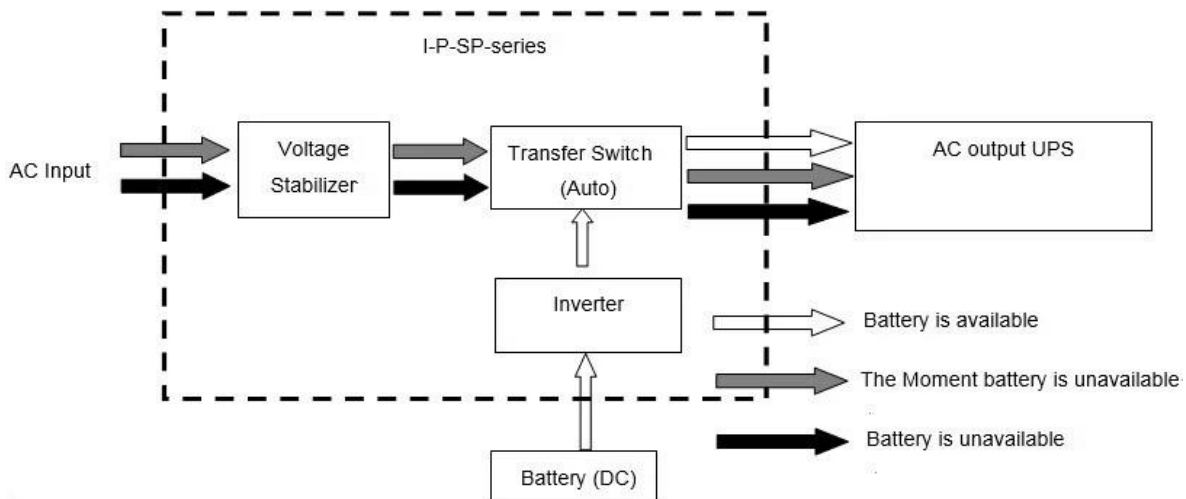 I-P-SP-series
AC Input
Voltage
Stabilizer
Transfer Switch
(Auto)
AC output UPS
Inverter
Battery is available
The Moment battery is unavailable
Battery is unavailable
Battery (DC)